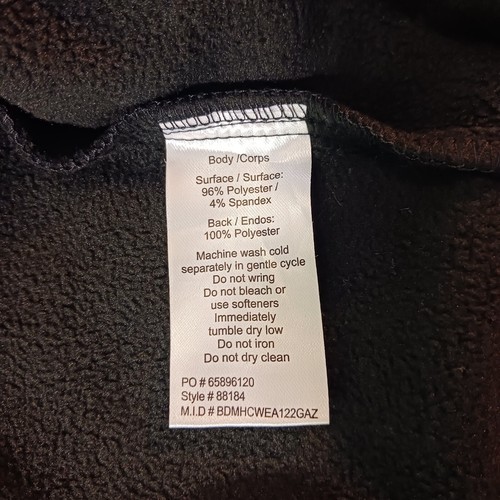 Body /Corps
Surface / Surface:
96% Polyester /
4% Spandex
Back / Endos:
100% Polyester
Machine wash cold
separately in gentle cycle
Do not wring
Do not bleach or
use softeners
Immediately
tumble dry low
Do not iron
Do not dry clean
PO # 65896120
Style # 88184
M.I.D # BDMHCWEA122GAZ